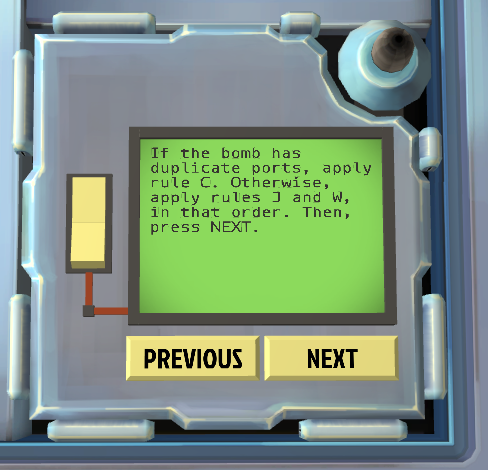 If the bomb has
duplicate ports, apply
rule C. Otherwise,
apply rules J and W,
in that order. Then,
press NEXT.
PREVIOUS
NEXT